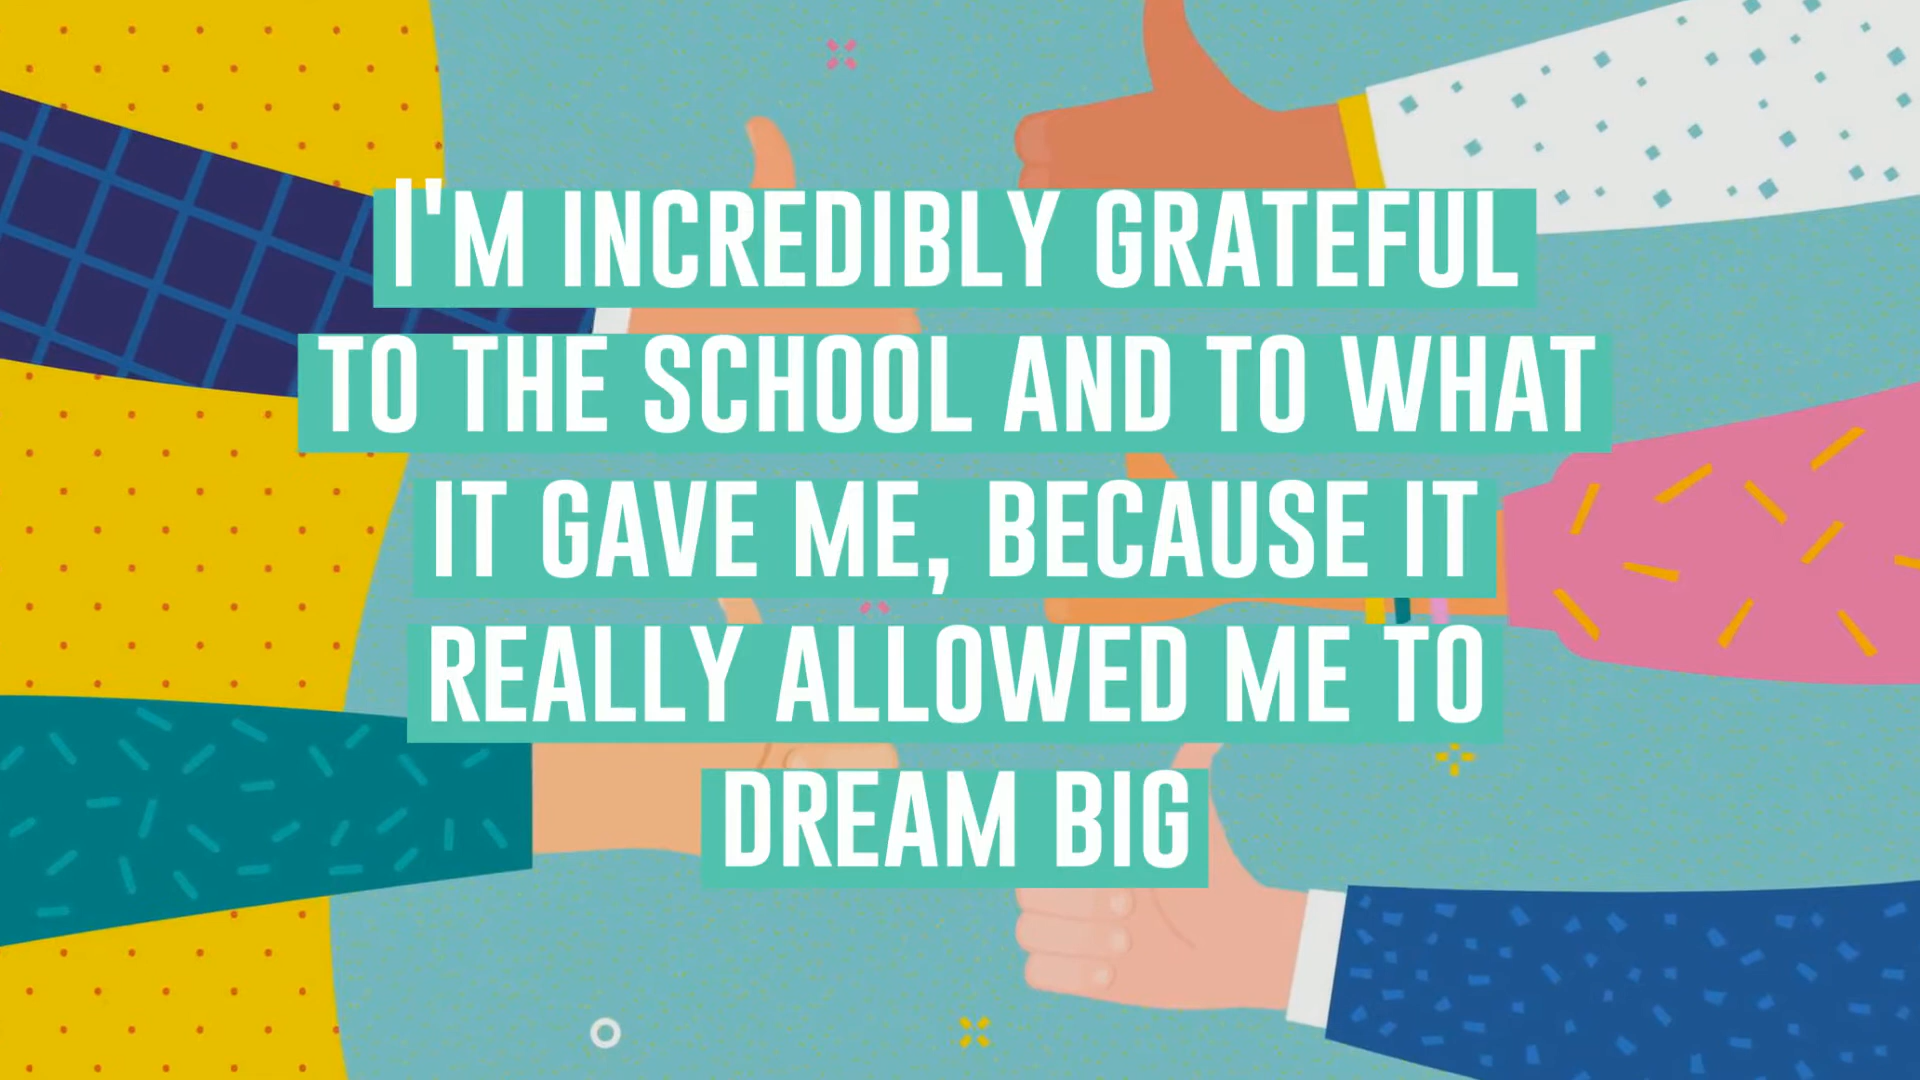 I'M INCREDIBLY GRATEFUL
TO THE SCHOOL AND TO WHAT
IT GAVE ME, BECAUSE IT
REALLY ALLOWED ME TO
DREAM BIG